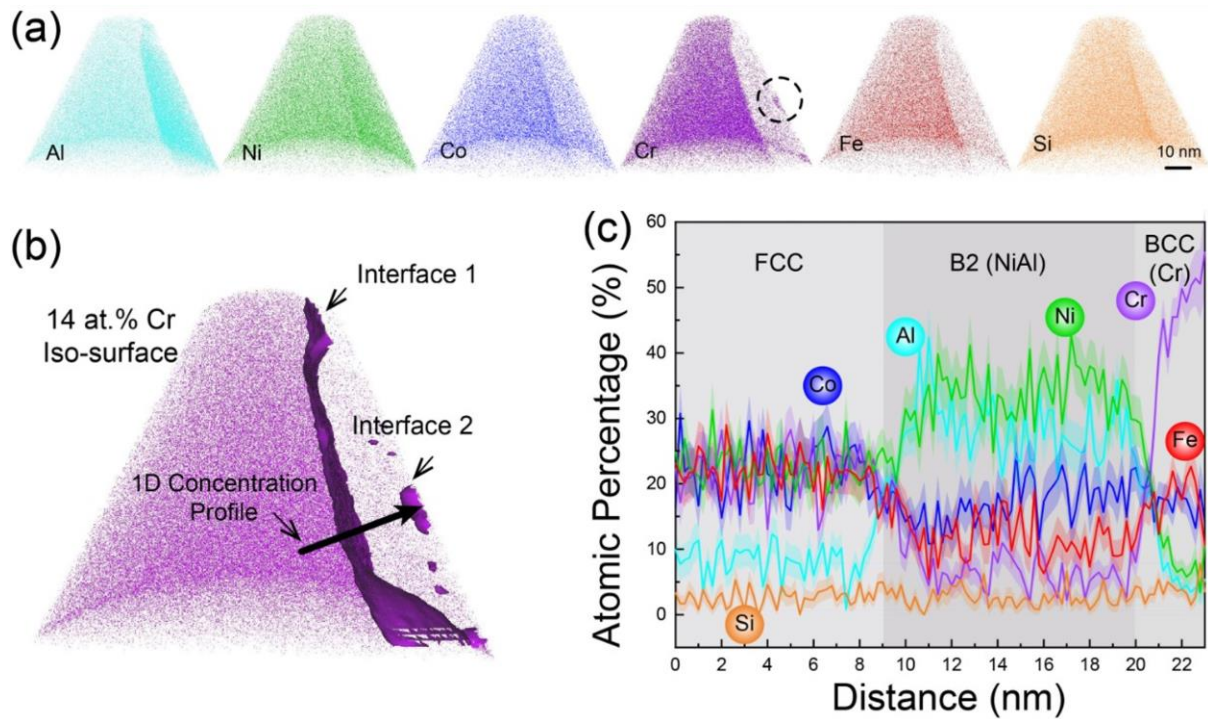 (a)
Al
Ni
Co
Cr
Fe
Si
10 nm
(b)
14 at.% Cr
Iso-surface
Interface 1
Interface 2
1D Concentration
Profile
(c)
Atomic Percentage (%)
60
50
40
30
20
10
0
FCC
B2 (NiAl)
BCC
(Cr)
Cr
Ni
Al
Co
Fe
Si
0 2 4 6 8 10 12 14 16 18 20 22
Distance (nm)